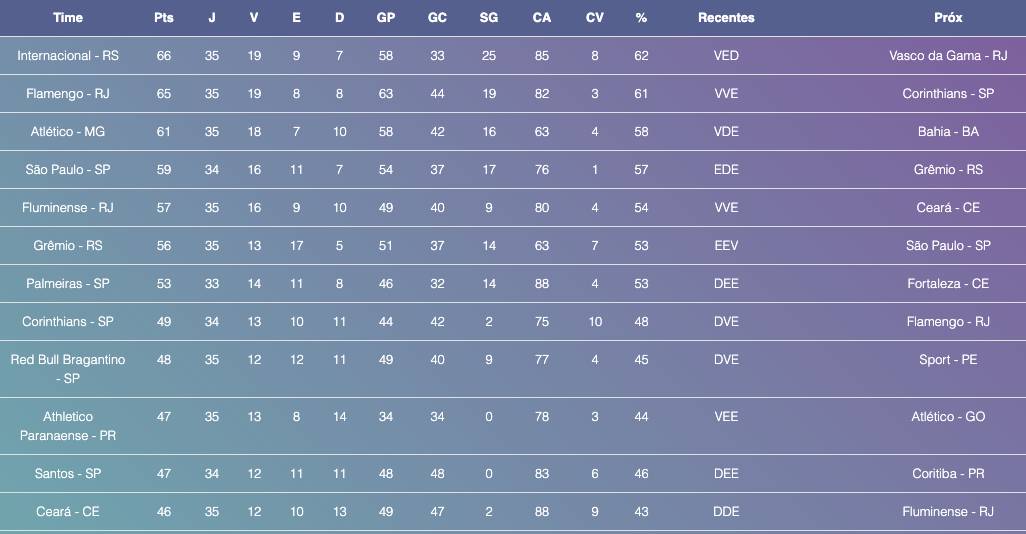 Time Pts J V E D GP GC SG CA CV % Recentes Próx
Internacional - RS 66 35 19 9 7 58 33 25 85 8 62 VED Vasco da Gama - RJ
Flamengo - RJ 65 35 19 8 8 63 44 19 82 3 61 VVE Corinthians - SP
Atlético - MG 61 35 18 7 10 58 42 16 63 4 58 VDE Bahia - BA
São Paulo - SP 59 34 16 11 7 54 37 17 76 1 57 EDE Grêmio - RS
Fluminense - RJ 57 35 16 9 10 49 40 9 80 4 54 VVE Ceará - CE
Grêmio - RS 56 35 13 17 5 51 37 14 63 7 53 EEV São Paulo - SP
Palmeiras - SP 53 33 14 11 8 46 32 14 88 4 53 DEE Fortaleza - CE
Corinthians - SP 49 34 13 10 11 44 42 2 75 10 48 DVE Flamengo - RJ
Red Bull Bragantino 48 35 12 12 11 49 40 9 77 4 45 DVE Sport - PE
- SP
Athletico 47 35 13 8 14 34 34 0 78 3 44 VEE Atlético - GO
Paranaense - PR
Santos - SP 47 34 12 11 11 48 48 0 83 6 46 DEE Coritiba - PR
Ceará - CE 46 35 12 10 13 49 47 2 88 9 43 DDE Fluminense - RJ